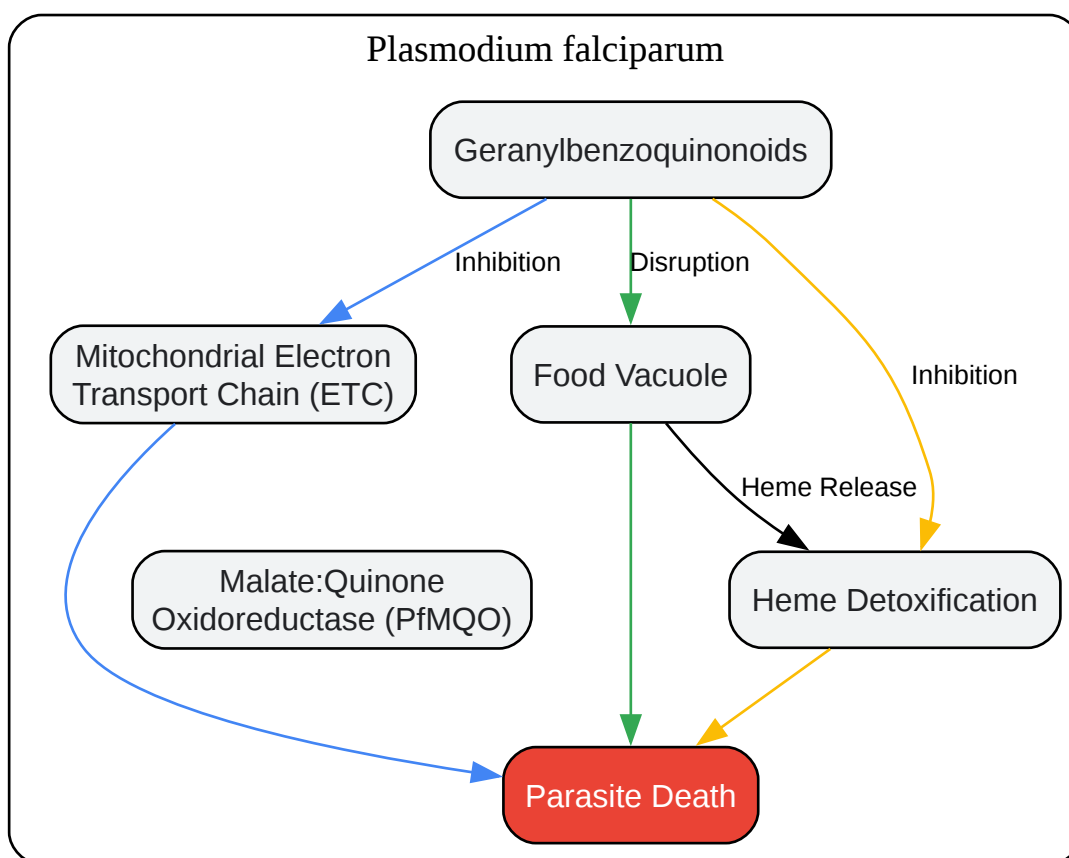 Plasmodium falciparum
Geranylbenzoquinonoids
Inhibition
Disruption
Mitochondrial Electron
Transport Chain (ETC)
Food Vacuole
Inhibition
Heme Release
Malate:Quinone
Oxidoreductase (PfMQO)
Heme Detoxification
Parasite Death